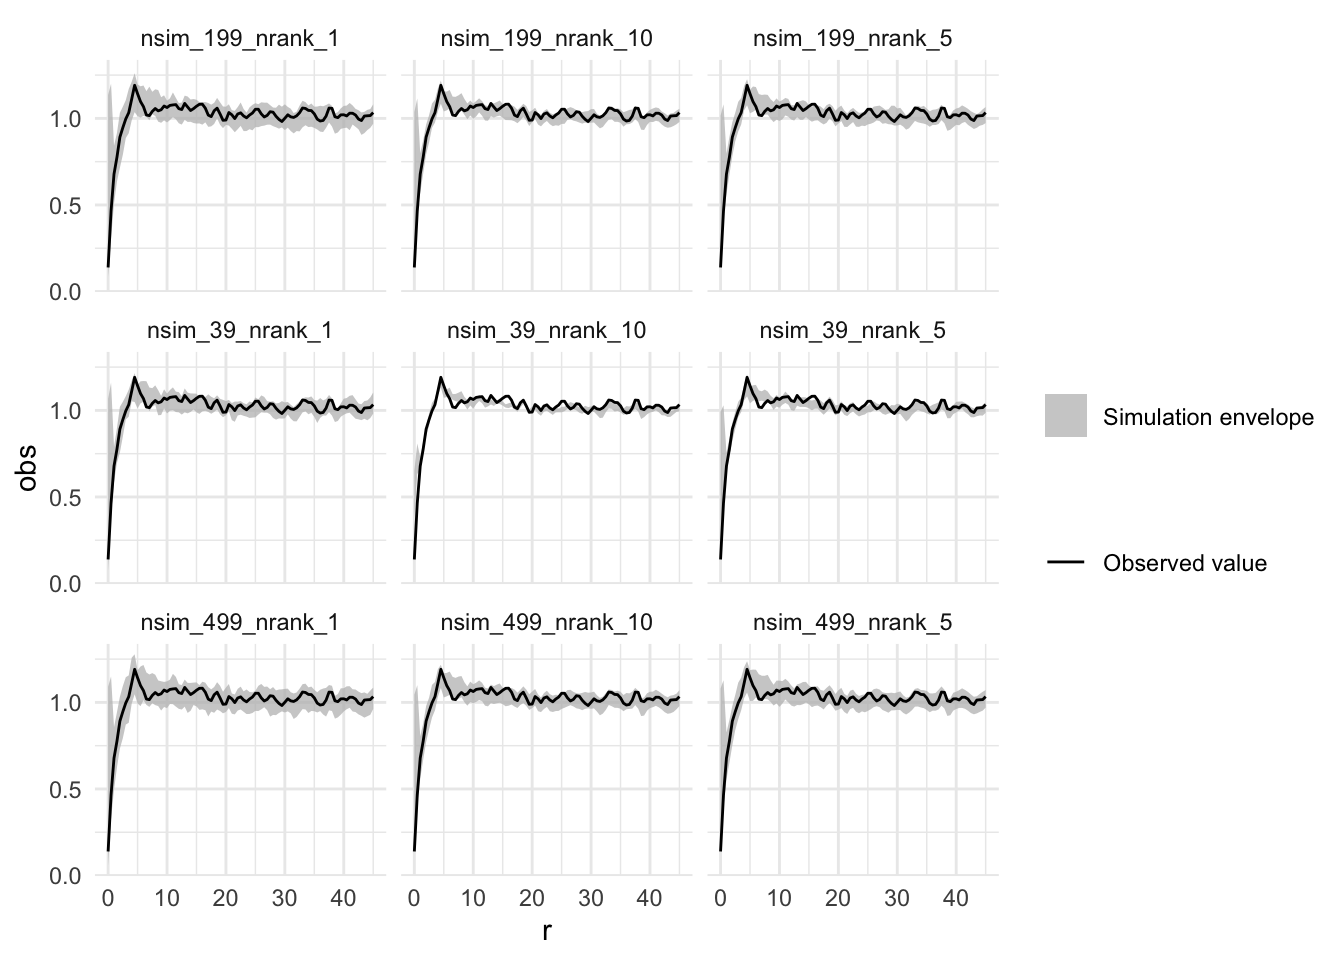 nsim_199_nrank_1 nsim_199_nrank_10 nsim_199_nrank_5
1.0
0.5
0.0
nsim_39_nrank_1 nsim_39_nrank_10 nsim_39_nrank_5
1.0
0.5
0.0
nsim_499_nrank_1 nsim_499_nrank_10 nsim_499_nrank_5
1.0
0.5
0.0
0 10 20 30 40 0 10 20 30 40 0 10 20 30 40
r
obs
Simulation envelope
Observed value